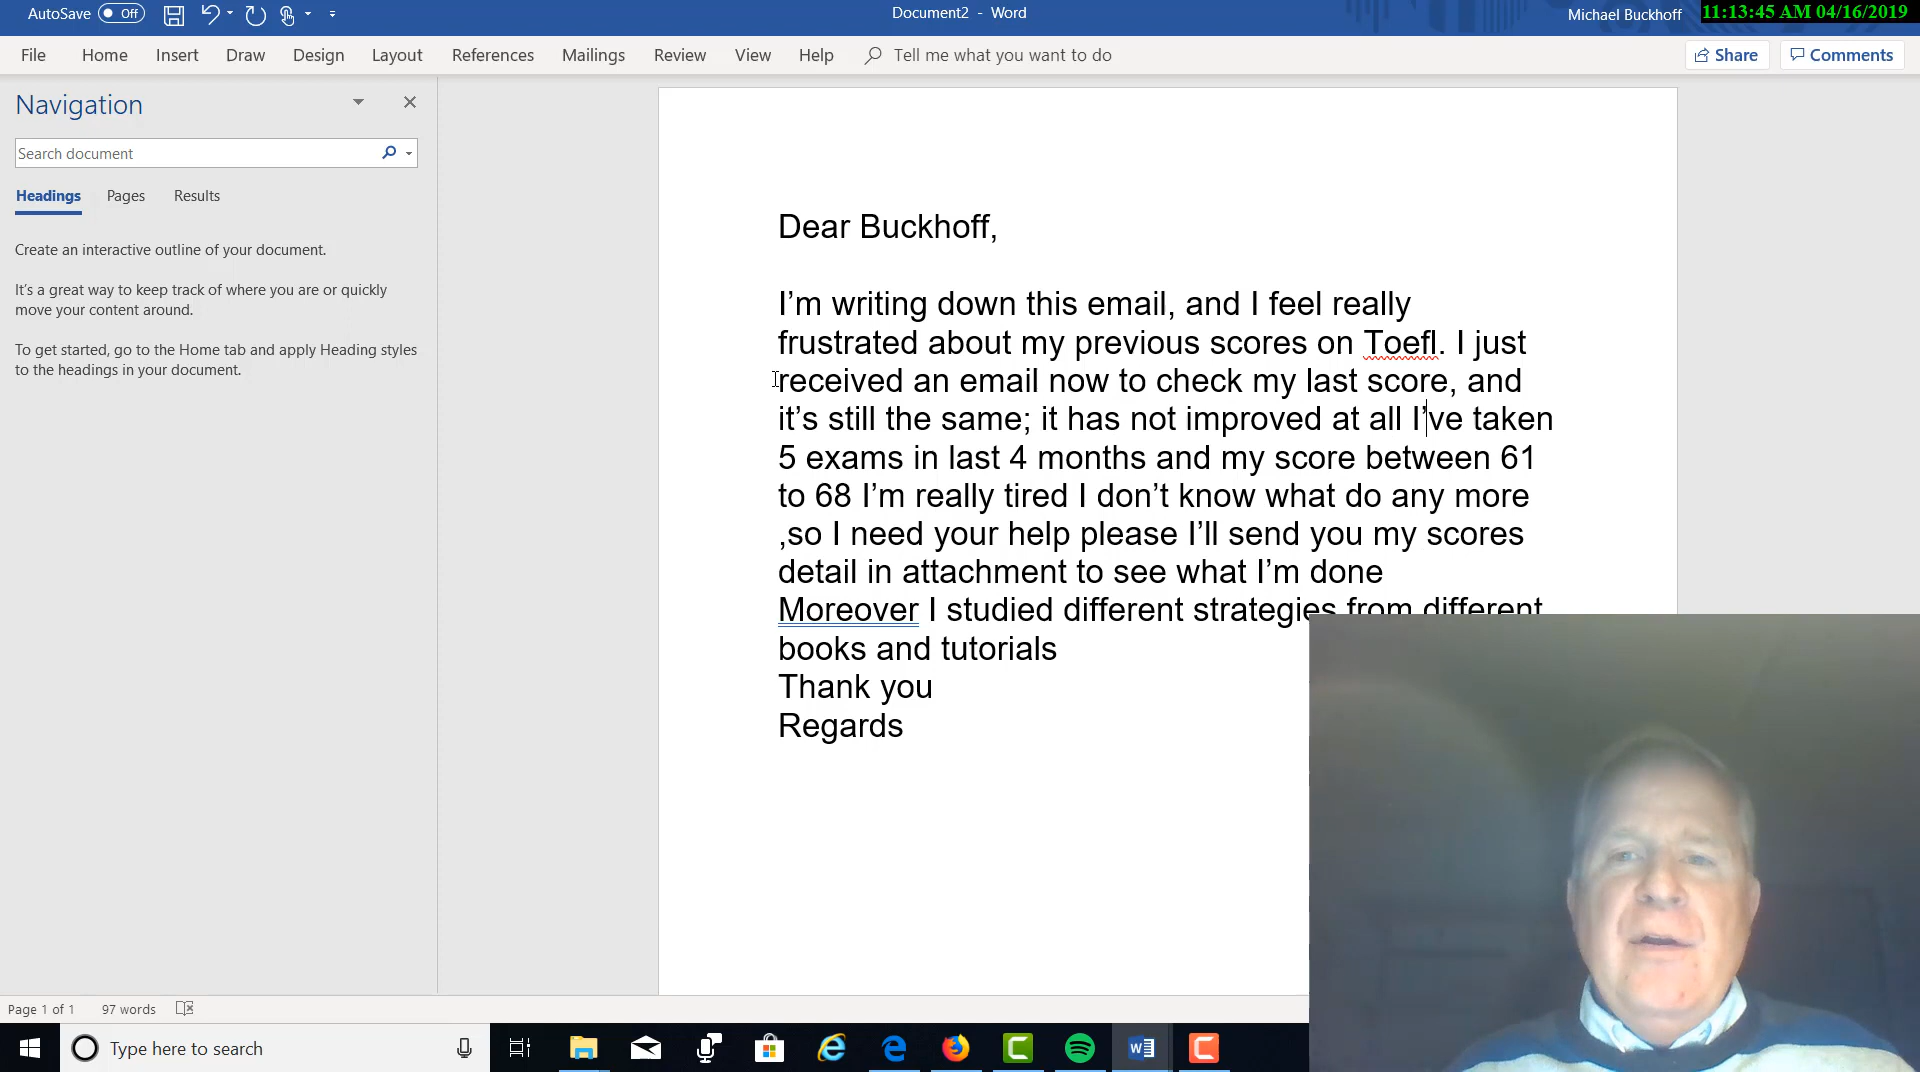 AutoSave Off Document2 - Word Michael Buckhoff 11:13:45 AM 04/16/2019
File Home Insert Draw Design Layout References Mailings Review View Help Tell me what you want to do Share Comments
Navigation
Search document
Headings Pages Results
Create an interactive outline of your document.
It's a great way to keep track of where you are or quickly
move your content around.
To get started, go to the Home tab and apply Heading styles
to the headings in your document.
Dear Buckhoff,
I'm writing down this email, and I feel really
frustrated about my previous scores on Toefl. I just
received an email now to check my last score, and
it's still the same; it has not improved at all I've taken
5 exams in last 4 months and my score between 61
to 68 I'm really tired I don't know what do any more
,so I need your help please I'll send you my scores
detail in attachment to see what I'm done
Moreover I studied different strategies from different
books and tutorials
Thank you
Regards
Page 1 of 1 97 words
Type here to search